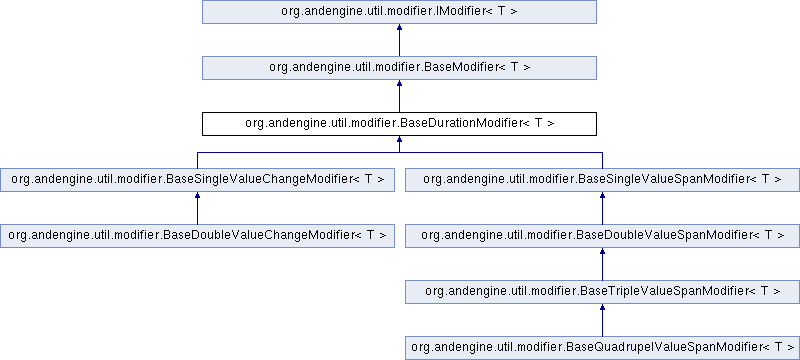 org.andengine.util.modifier.IModifier< T >
org.andengine.util.modifier.BaseModifier< T >
org.andengine.util.modifier.BaseDurationModifier< T >
org.andengine.util.modifier.BaseSingleValueChangeModifier< T >
org.andengine.util.modifier.BaseSingleValueSpanModifier< T >
org.andengine.util.modifier.BaseDoubleValueChangeModifier< T >
org.andengine.util.modifier.BaseDoubleValueSpanModifier< T >
org.andengine.util.modifier.BaseTripleValueSpanModifier< T >
org.andengine.util.modifier.BaseQuadrupelValueSpanModifier< T >